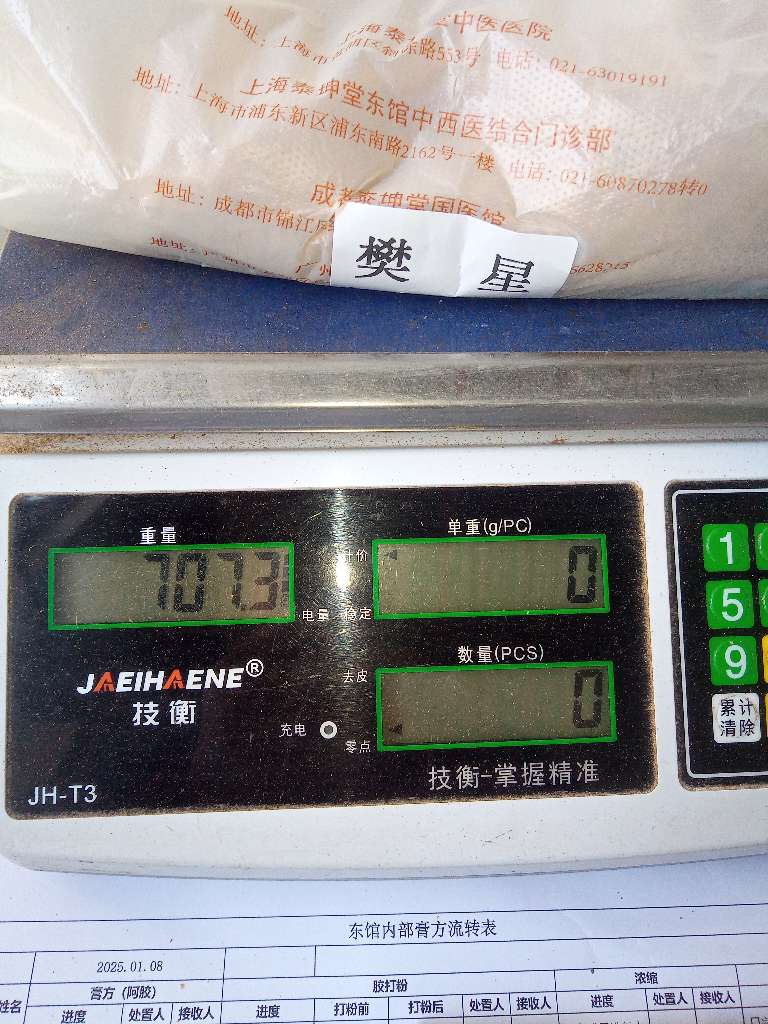 中医医院
地址：上海市 东路553号 电话：021-63019191
上海泰坤堂东馆中西医结合门诊部
地址：上海市浦东新区浦东南路2162号一楼 电话：021-60870278转0
成都泰坤堂国医馆
地址：成都市锦江
樊 星
地址：
广州
重量
707.3
计价
单重(g/PC)
0
电量
稳定
JAEIHAENE®
技衡
去皮
数量(PCS)
0
充电
零点
技衡-掌握精准
JH-T3
1
5
9
累计
清除
东馆内部膏方流转表
2025.01.08
姓名
膏方（阿胶）
胶打粉
浓缩
进度 处置人 接收人 进度 打粉前 打粉后 处置人 接收人 进度 处置人 接收人